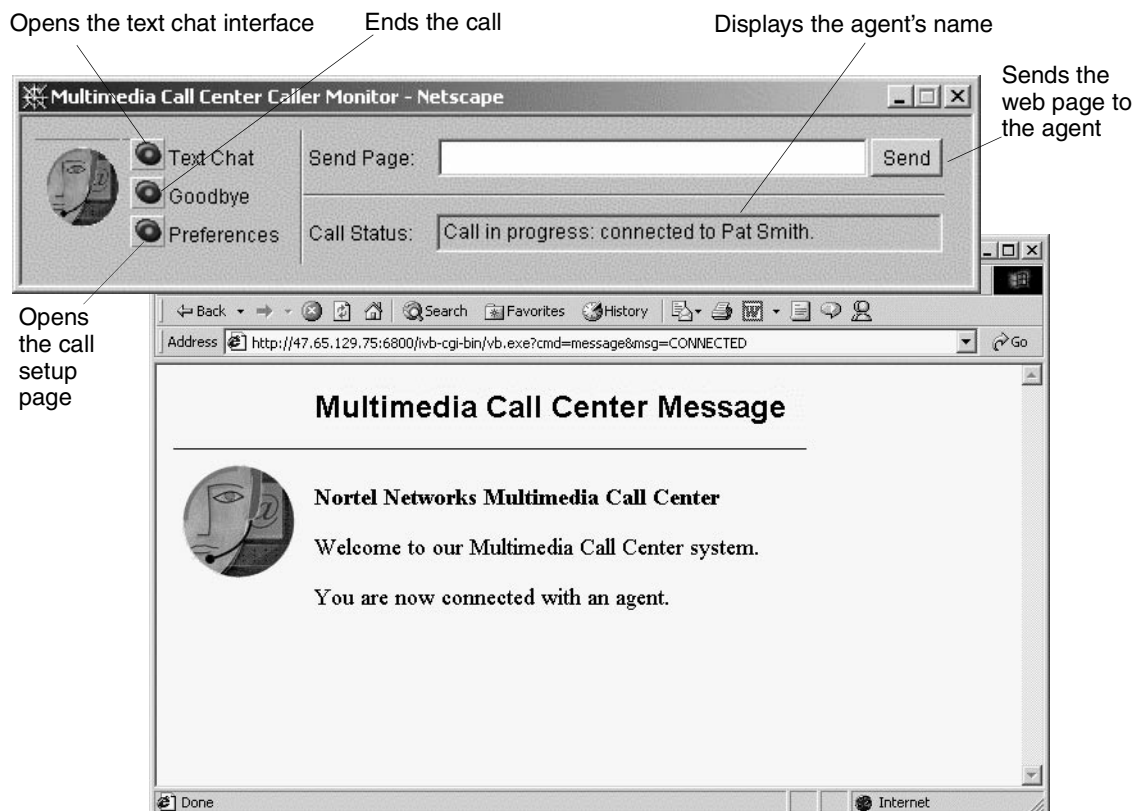 Opens the text chat interface
Ends the call
Displays the agent's name
Sends the
web page to
the agent
Multimedia Call Center Caller Monitor - Netscape
Text Chat
Send Page:
Send
Goodbye
Preferences
Call Status:
Call in progress: connected to Pat Smith.
Opens
the call
setup
page
Back
Search
Favorites
History
Address
http://47.65.129.75:6800/ivb-cgi-bin/vb.exe?cmd=message&msg=CONNECTED
Go
Multimedia Call Center Message
@
Nortel Networks Multimedia Call Center
Welcome to our Multimedia Call Center system.
You are now connected with an agent.
Done
Internet